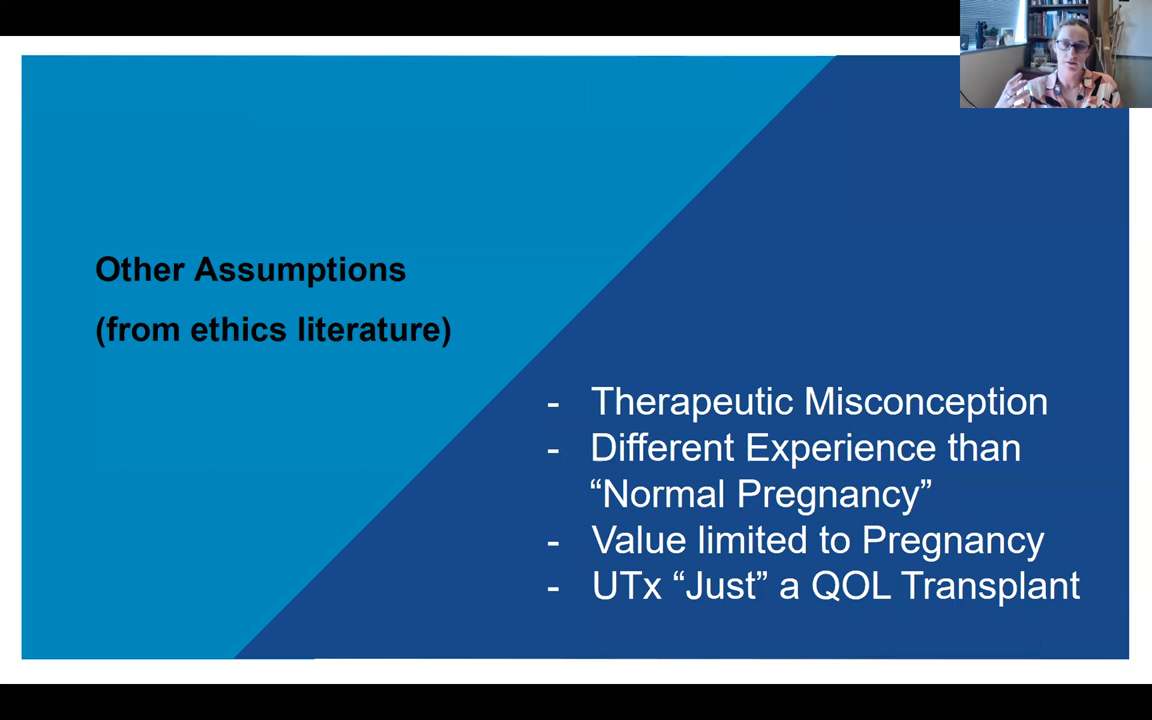 Other Assumptions
(from ethics literature)
- Therapeutic Misconception
- Different Experience than
“Normal Pregnancy”
- Value limited to Pregnancy
- UTx “Just” a QOL Transplant